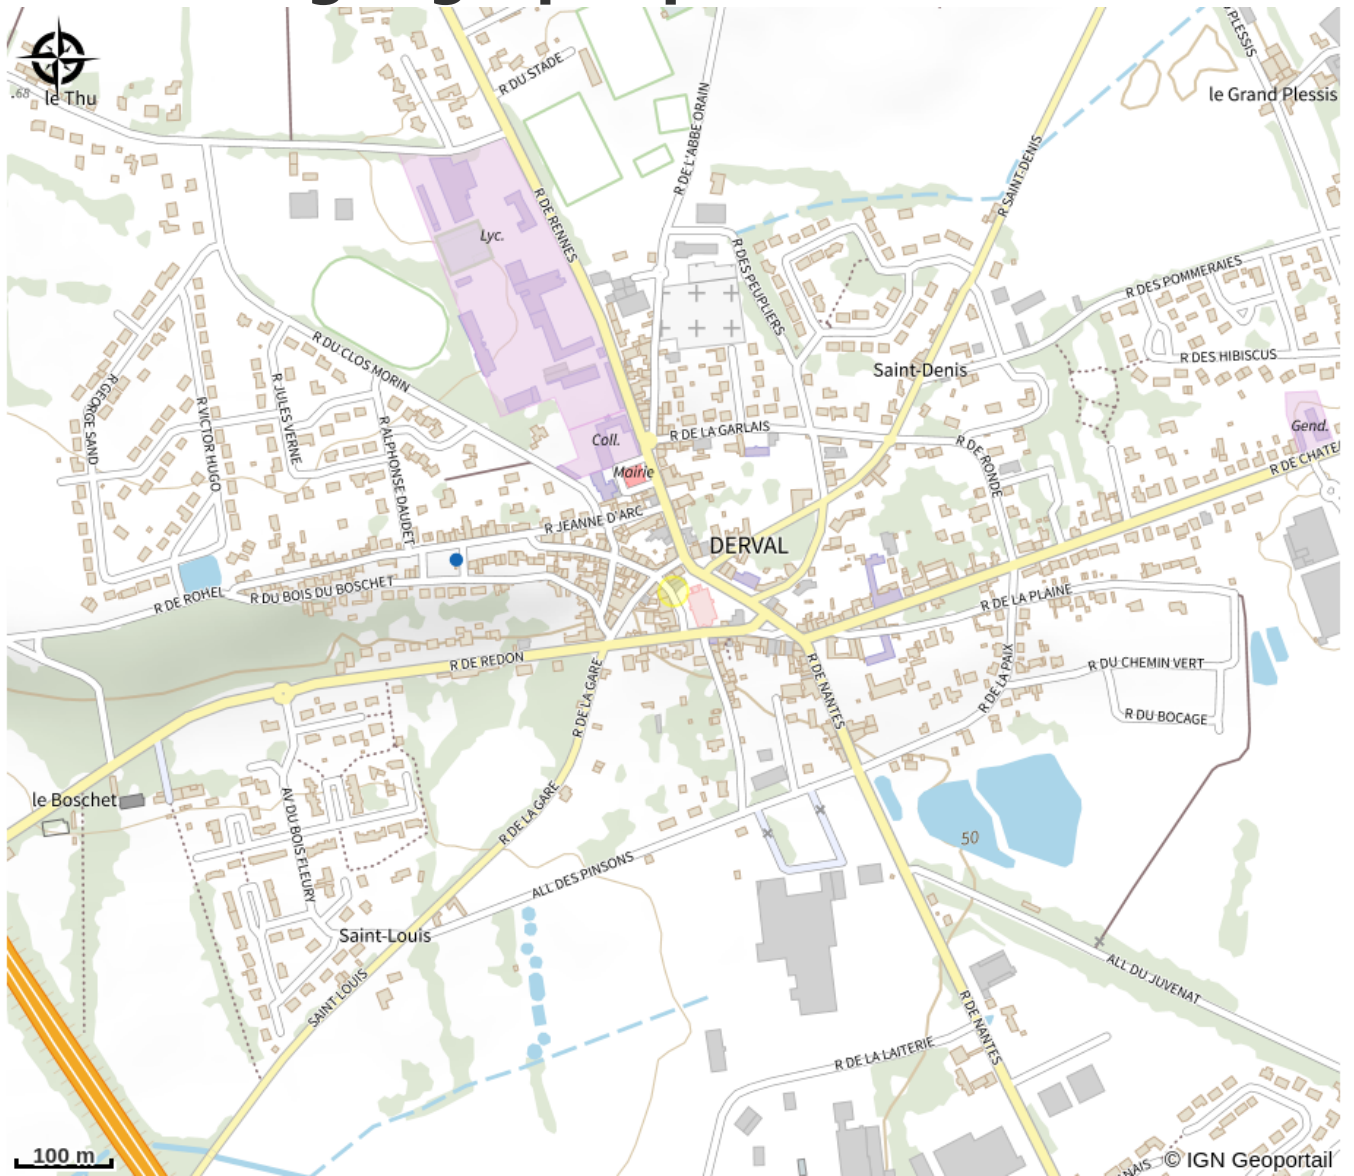 R DU STADE
PLESSIS
.68
le Thu
le Grand Plessis
R DE L'ABBE ORAIN
R SAINT-DENIS
R DE RENNES
Lyc.
R DES PEUPLIERS
R DES POMMERAIES
R DU CLOS MORIN
R DES HIBISCUS
Saint-Denis
R GEORGE SAND
R VICTOR HUGO
R JULES VERNE
R ALPHONSE DAUDET
Coll.
R DE LA GARLAIS
Gend.
R DE RONDE
Mairie
R DE CHATEA
R JEANNE D'ARC
DERVAL
R DE ROHEL
R DU BOIS DU BOSCHET
R DE LA PLAINE
R DE REDON
R DE LA GARE
R DE NANTES
R DE LA PAIX
R DU CHEMIN VERT
R DU BOCAGE
le Boschet
AV DU BOIS FLEURY
R DE LA GARE
50
ALL DES PINSONS
Saint-Louis
SAINT LOUIS
ALL DU JUVENAT
R DE NANTES
R DE LA LAITERIE
100 m
NAIS
© IGN Geoportail